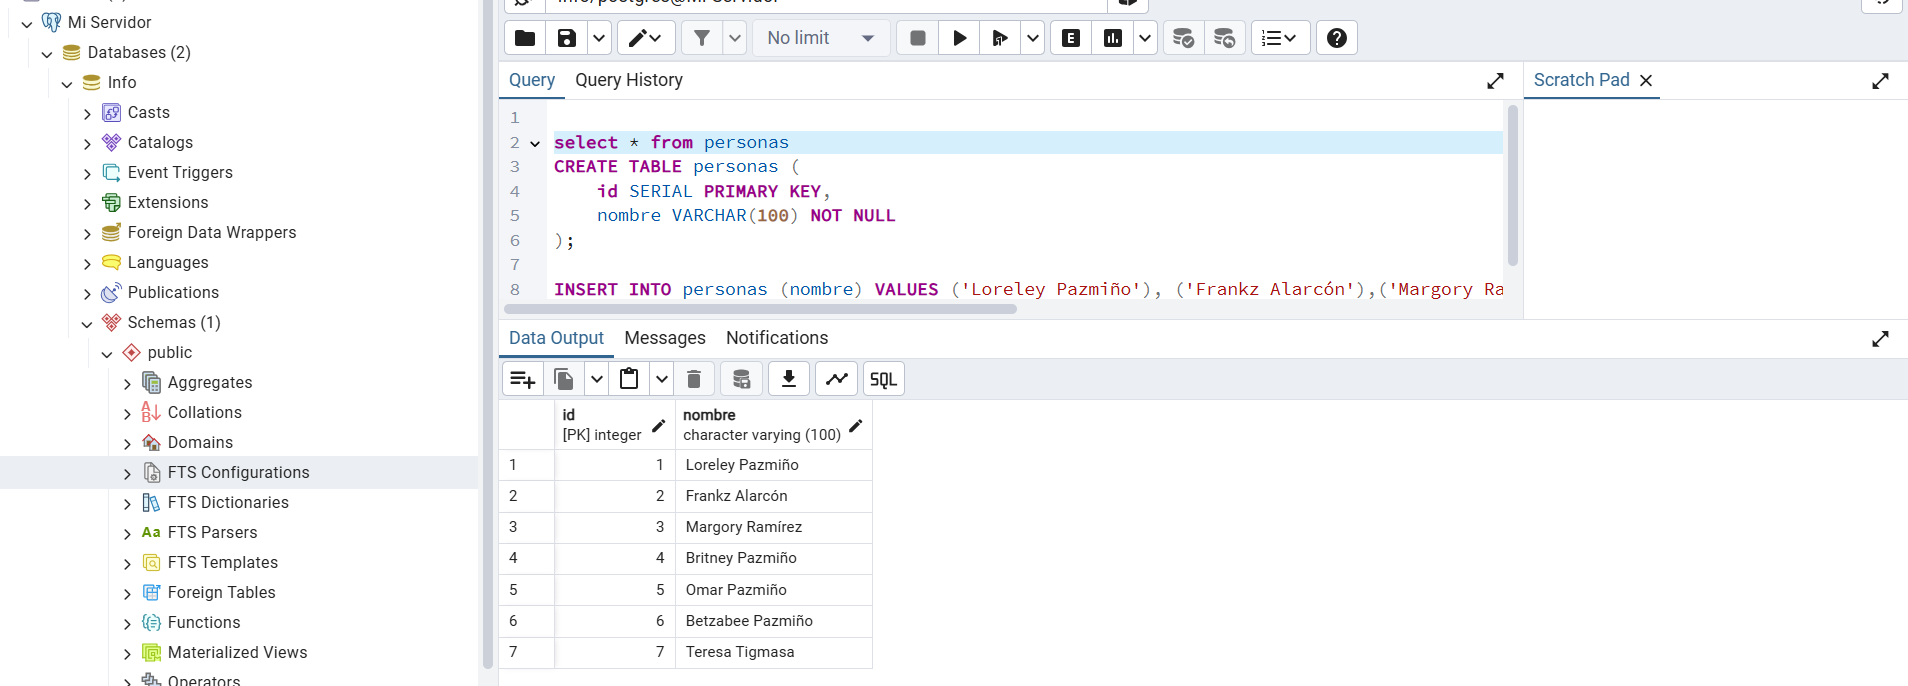 Mi Servidor
Databases (2)
Info
Casts
Catalogs
Event Triggers
Extensions
Foreign Data Wrappers
Languages
Publications
Schemas (1)
public
Aggregates
Collations
Domains
FTS Configurations
FTS Dictionaries
FTS Parsers
FTS Templates
Foreign Tables
Functions
Materialized Views
Operators
No limit
Query Query History
Scratch Pad
1
2 select * from personas
3 CREATE TABLE personas (
4 id SERIAL PRIMARY KEY,
5 nombre VARCHAR(100) NOT NULL
6 );
7
8 INSERT INTO personas (nombre) VALUES ('Loreley Pazmiño'), ('Frankz Alarcón'),('Margory Ra
Data Output Messages Notifications
SQL
id nombre
[PK] integer character varying (100)
1 1 Loreley Pazmiño
2 2 Frankz Alarcón
3 3 Margory Ramírez
4 4 Britney Pazmiño
5 5 Omar Pazmiño
6 6 Betzabee Pazmiño
7 7 Teresa Tigmasa